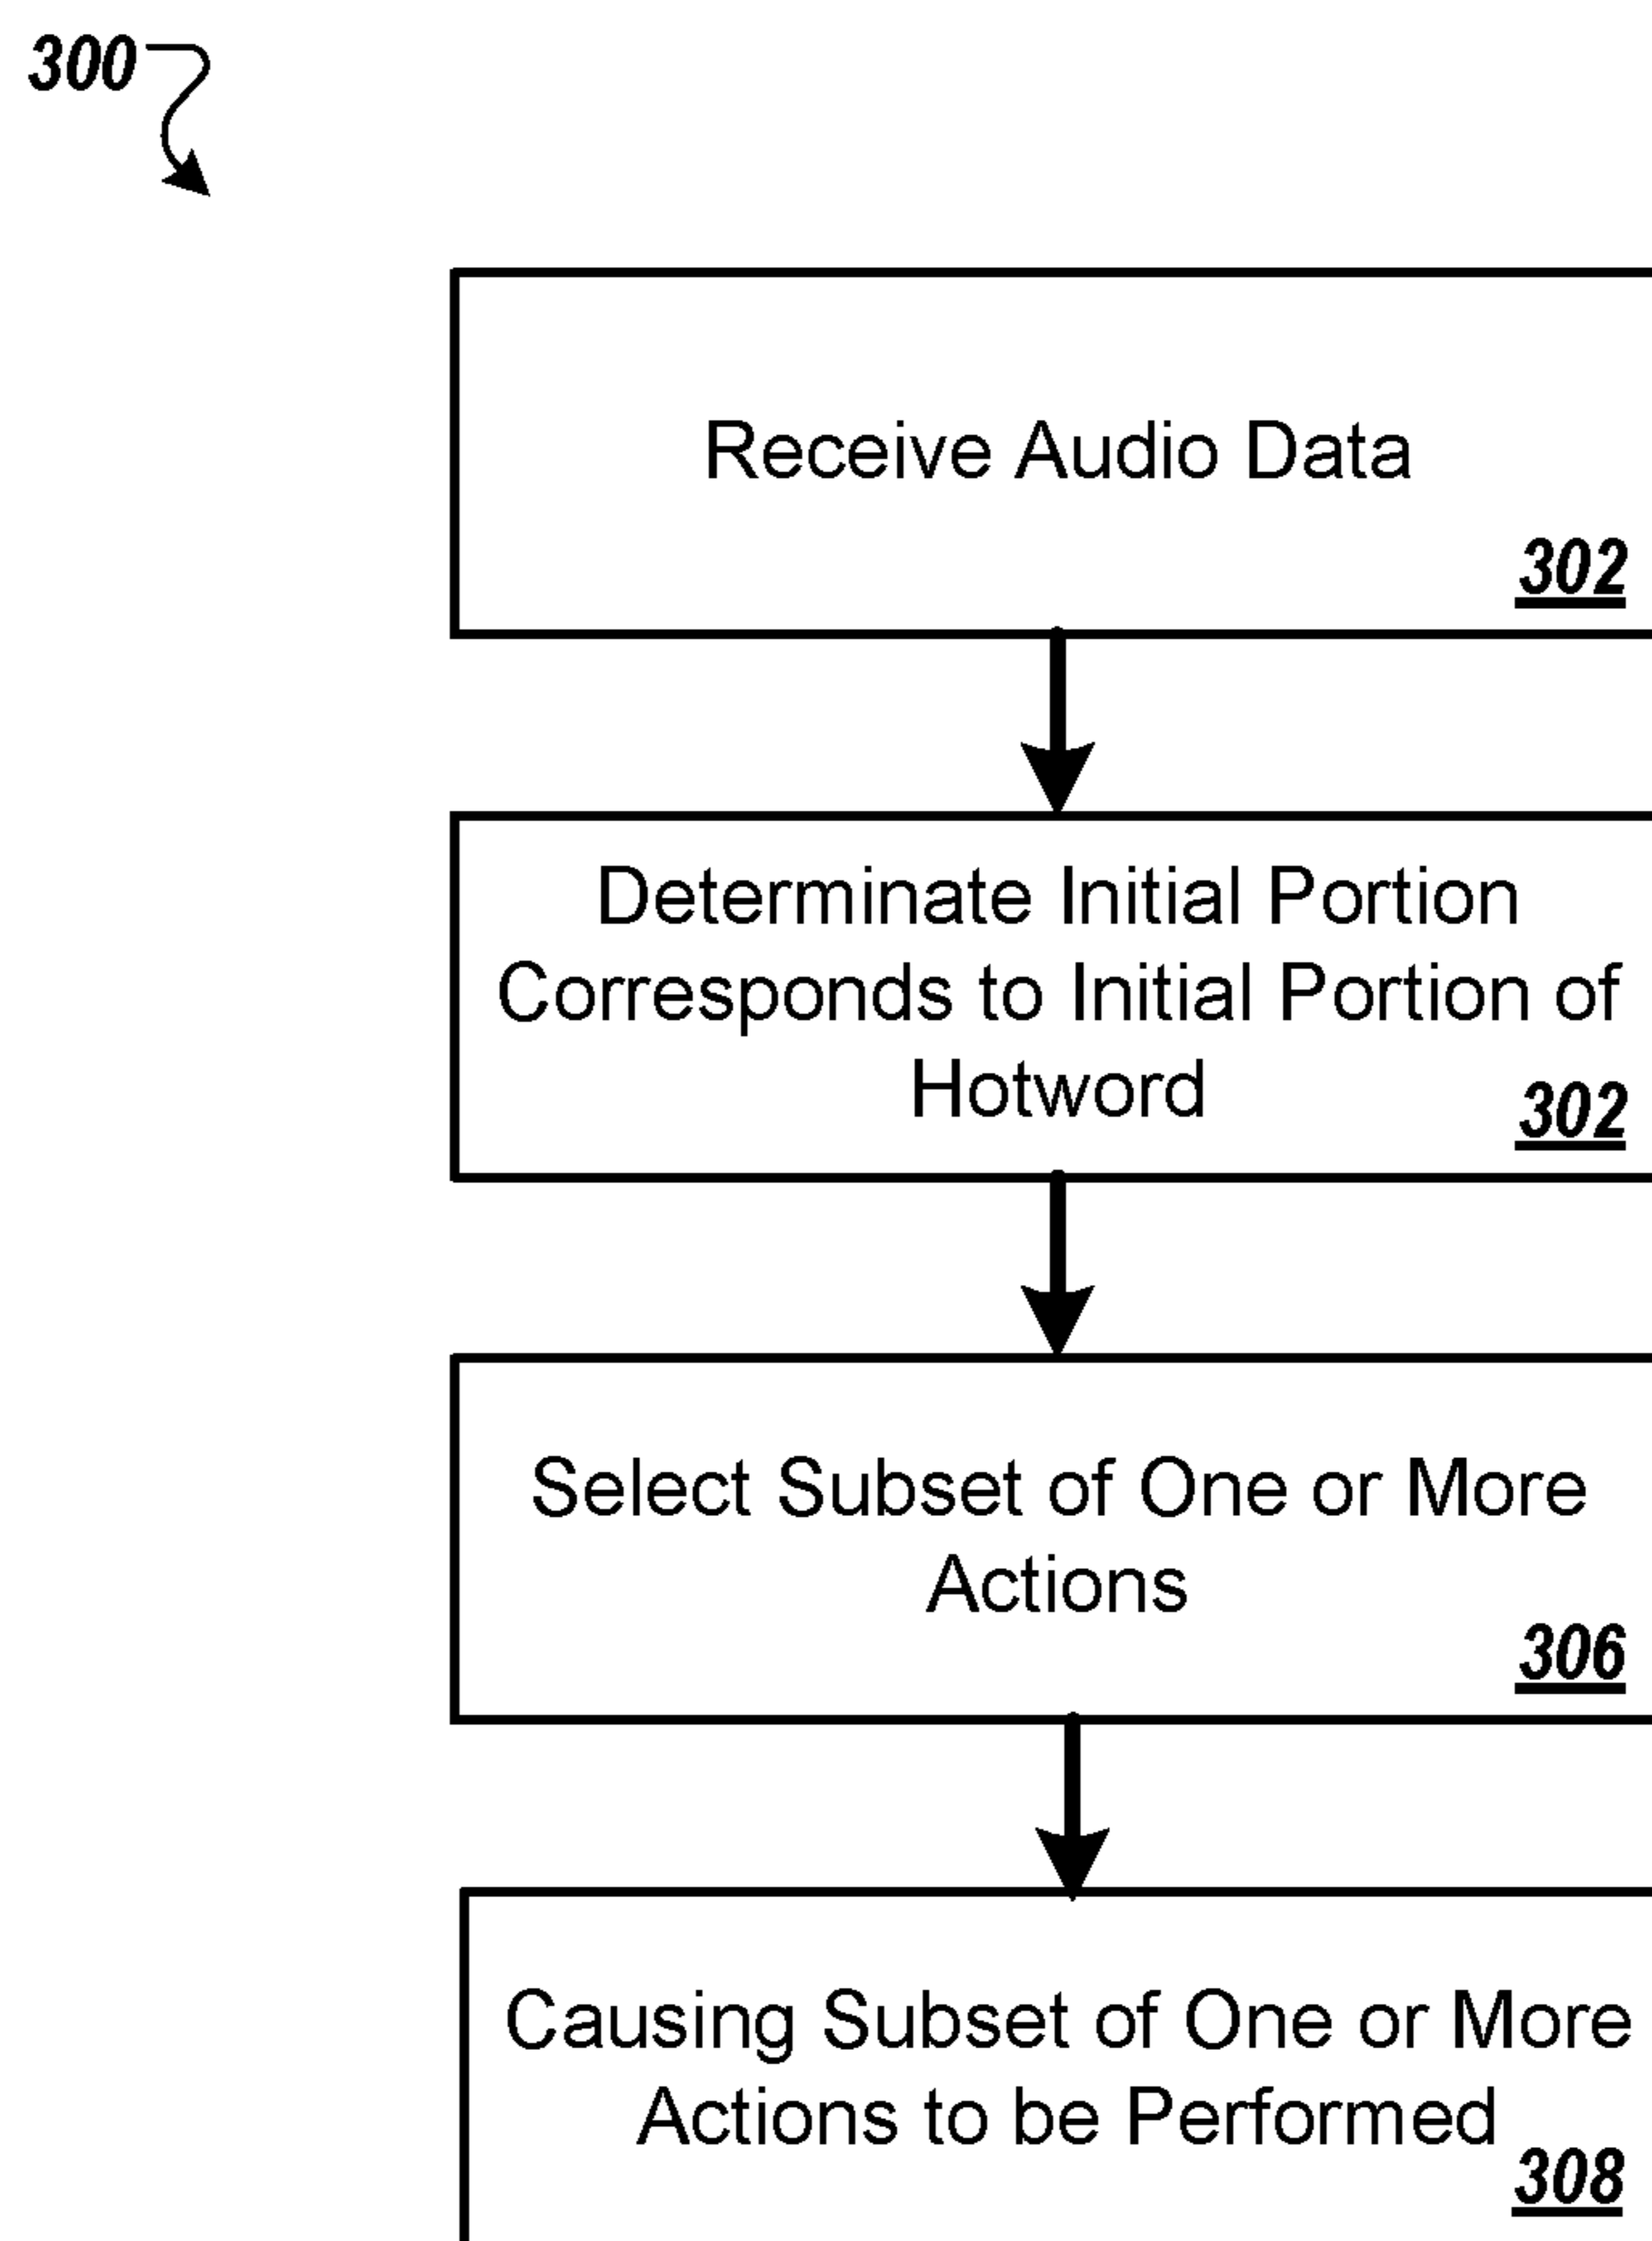 300
Receive Audio Data
302
Determinate Initial Portion
Corresponds to Initial Portion of
Hotword
302
Select Subset of One or More
Actions
306
Causing Subset of One or More
Actions to be Performed
308